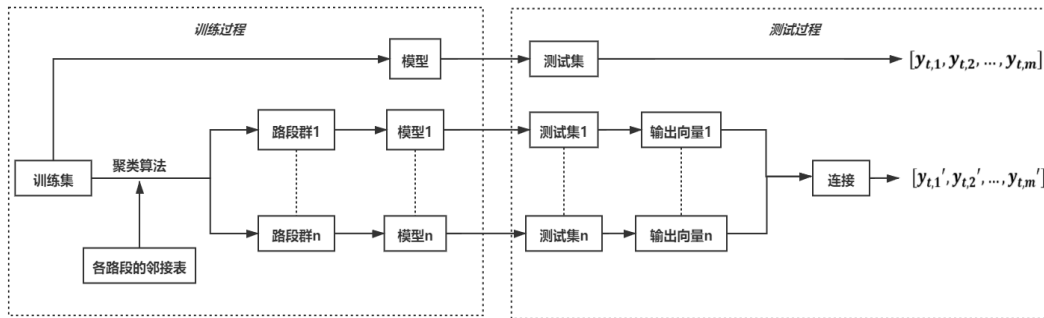 训练过程
测试过程
模型
测试集
[y_{t,1}, y_{t,2}, ..., y_{t,m}]
路段群1
模型1
测试集1
输出向量1
训练集
聚类算法
连接
[y_{t,1}', y_{t,2}', ..., y_{t,m}']
路段群n
模型n
测试集n
输出向量n
各路段的邻接表